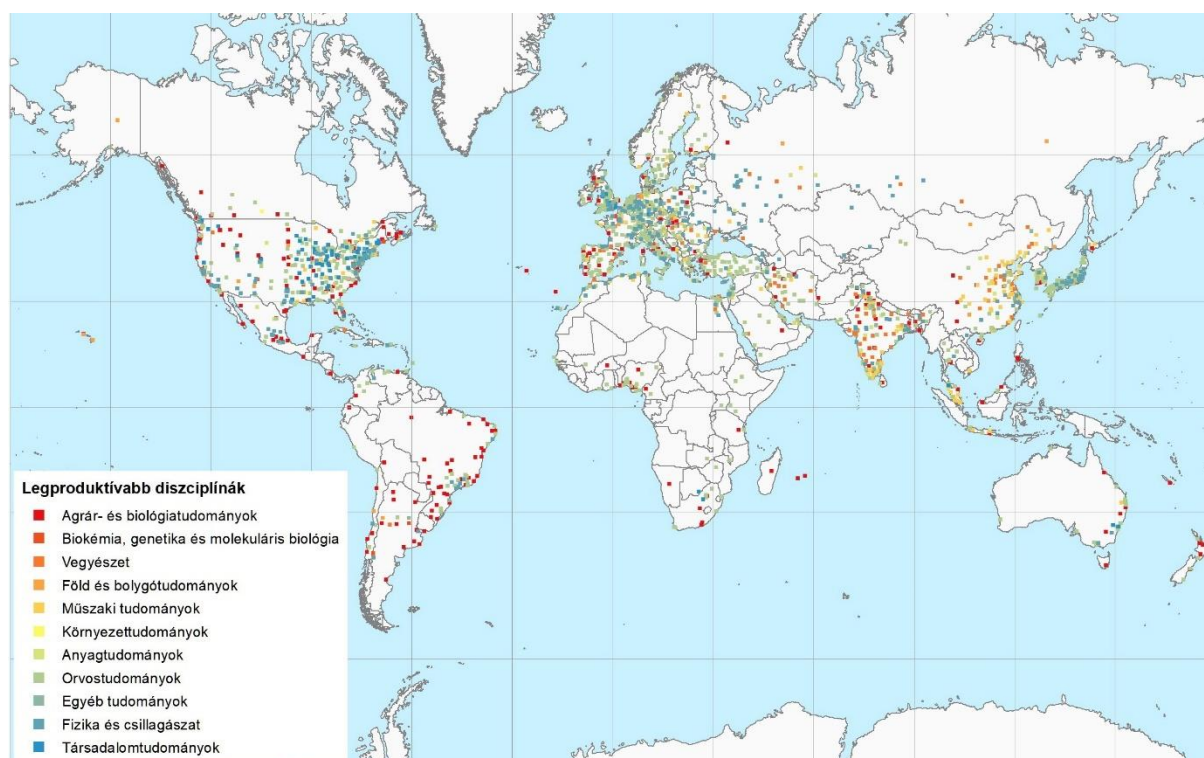 Legproduktívabb diszciplínák
Agrár- és biológiatudományok
Biokémia, genetika és molekuláris biológia
Vegyészet
Föld és bolygótudományok
Műszaki tudományok
Környezettudományok
Anyagtudományok
Orvostudományok
Egyéb tudományok
Fizika és csillagászat
Társadalomtudományok